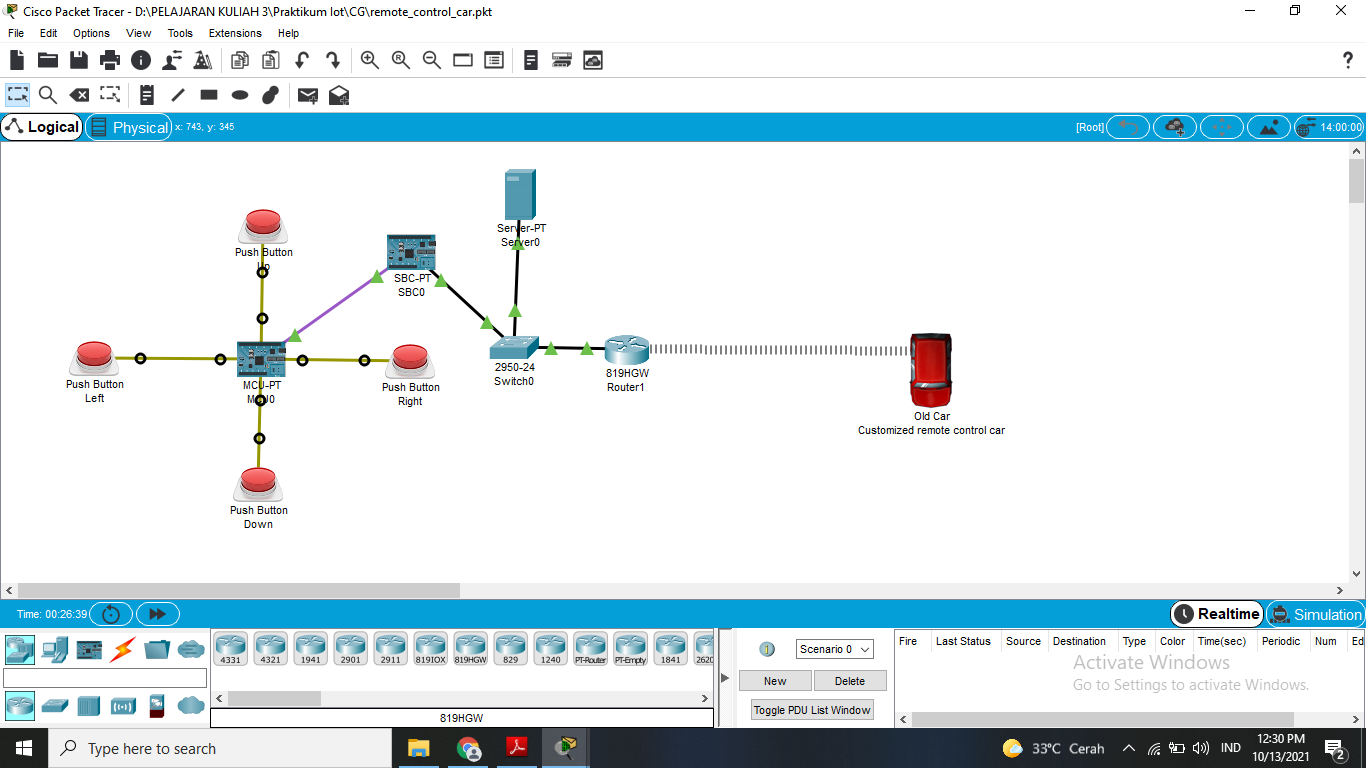 Cisco Packet Tracer - D:\PELAJARAN KULIAH 3\Praktikum Iot\CG\remote_control_car.pkt
File Edit Options View Tools Extensions Help
Logical Physical x: 743, y: 345 [Root] 14:00:00
Server-PT
Server0
Push Button
Up
SBC-PT
SBC0
Push Button
Left
MCU-PT
MCU0
Push Button
Right
2950-24
Switch0
819HGW
Router1
Old Car
Customized remote control car
Push Button
Down
Time: 00:26:39 Realtime Simulation
4331 4321 1941 2901 2911 819IOX 819HGW 829 1240 PT-Router PT-Empty 1841 2620
819HGW
Scenario 0
New Delete
Toggle PDU List Window
Fire Last Status Source Destination Type Color Time(sec) Periodic Num Ed
Activate Windows
Go to Settings to activate Windows.
Type here to search
33°C Cerah IND 12:30 PM
10/13/2021
2